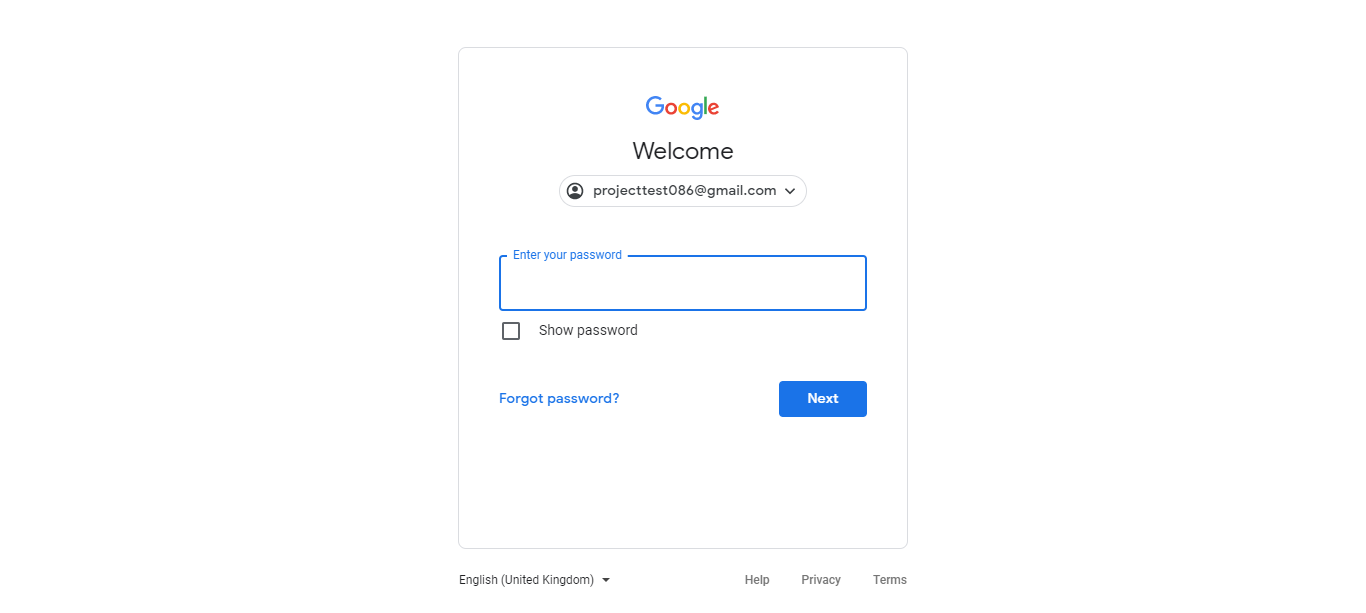 Google
Welcome
projecttest086@gmail.com
Enter your password
Show password
Forgot password? Next
English (United Kingdom) Help Privacy Terms